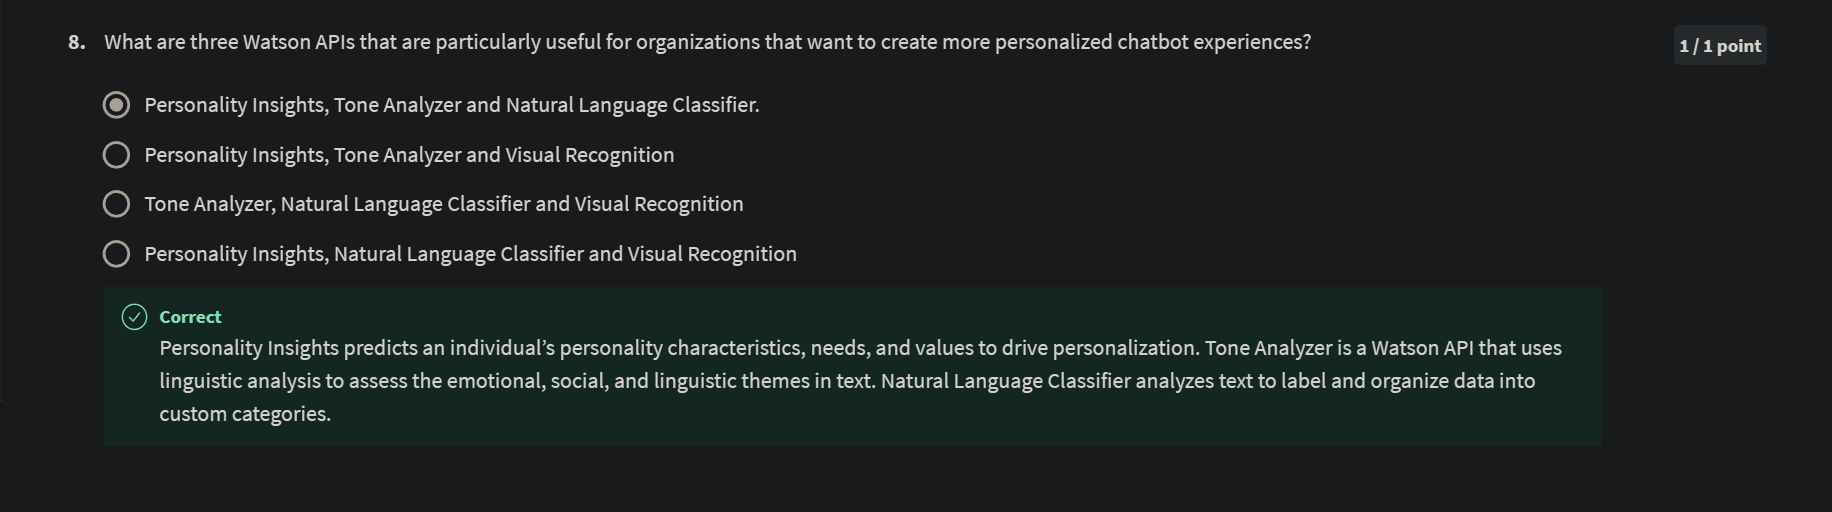 8. What are three Watson APIs that are particularly useful for organizations that want to create more personalized chatbot experiences?
1 / 1 point
Personality Insights, Tone Analyzer and Natural Language Classifier.
Personality Insights, Tone Analyzer and Visual Recognition
Tone Analyzer, Natural Language Classifier and Visual Recognition
Personality Insights, Natural Language Classifier and Visual Recognition
Correct
Personality Insights predicts an individual’s personality characteristics, needs, and values to drive personalization. Tone Analyzer is a Watson API that uses
linguistic analysis to assess the emotional, social, and linguistic themes in text. Natural Language Classifier analyzes text to label and organize data into
custom categories.